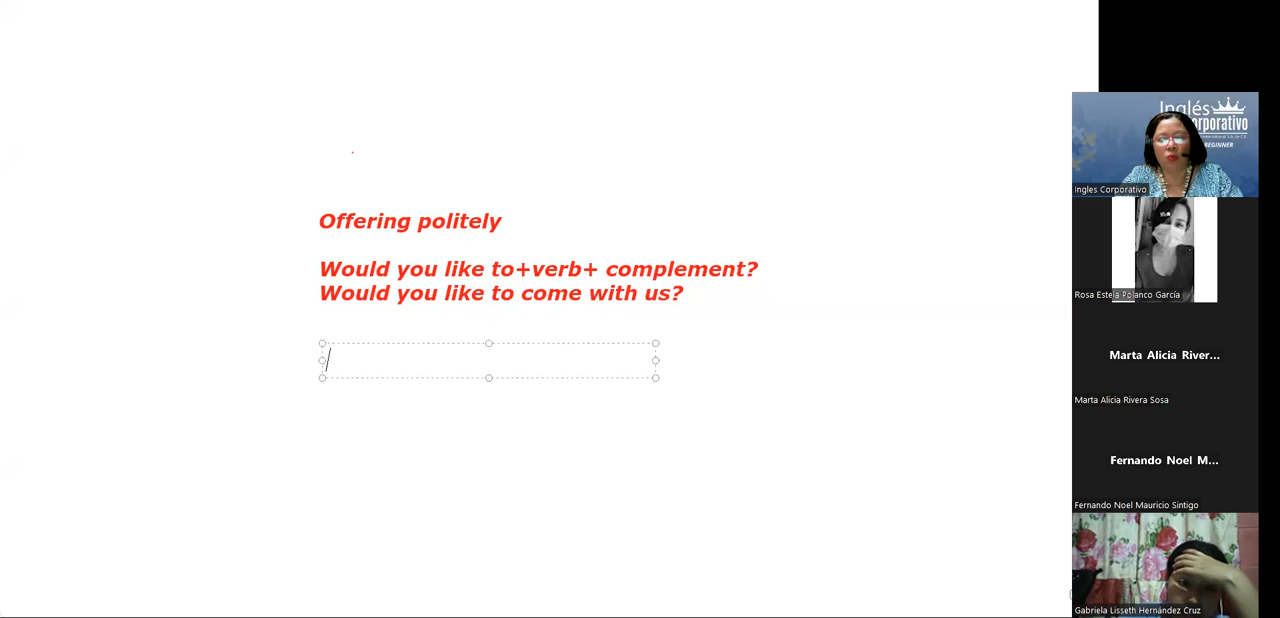 Offering politely
Would you like to+verb+ complement?
Would you like to come with us?
Inglés
Corporativo
BEGINNER
Ingles Corporativo
Rosa Estela Polanco García
Marta Alicia River...
Marta Alicia Rivera Sosa
Fernando Noel M...
Fernando Noel Mauricio Sintigo
Gabriela Lisseth Hernández Cruz